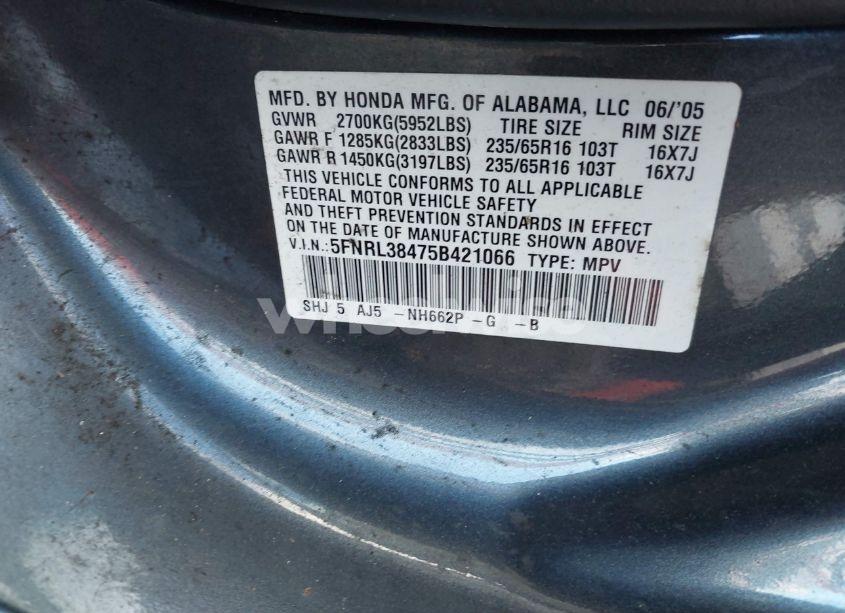 MFD. BY HONDA MFG. OF ALABAMA, LLC 06/'05
GVWR 2700KG(5952LBS) TIRE SIZE RIM SIZE
GAWR F 1285KG(2833LBS) 235/65R16 103T 16X7J
GAWR R 1450KG(3197LBS) 235/65R16 103T 16X7J
THIS VEHICLE CONFORMS TO ALL APPLICABLE
FEDERAL MOTOR VEHICLE SAFETY
AND THEFT PREVENTION STANDARDS IN EFFECT
ON THE DATE OF MANUFACTURE SHOWN ABOVE.
V.I.N.: 5FNRL38475B421066 TYPE: MPV
SHJ 5 AJ5 -NH662P -G -B